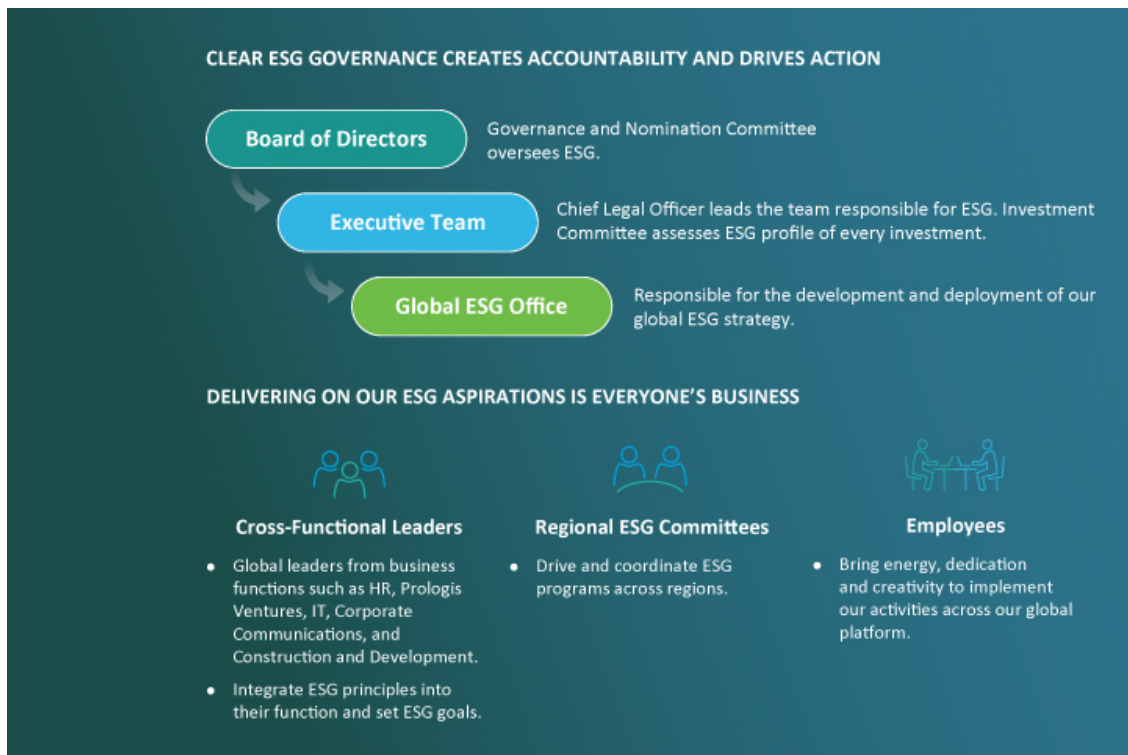 CLEAR ESG GOVERNANCE CREATES ACCOUNTABILITY AND DRIVES ACTION
Board of Directors
Governance and Nomination Committee
oversees ESG.
Executive Team
Chief Legal Officer leads the team responsible for ESG. Investment
Committee assesses ESG profile of every investment.
Global ESG Office
Responsible for the development and deployment of our
global ESG strategy.
DELIVERING ON OUR ESG ASPIRATIONS IS EVERYONE'S BUSINESS
Cross-Functional Leaders
• Global leaders from business
functions such as HR, Prologis
Ventures, IT, Corporate
Communications, and
Construction and Development.
• Integrate ESG principles into
their function and set ESG goals.
Regional ESG Committees
• Drive and coordinate ESG
programs across regions.
Employees
• Bring energy, dedication
and creativity to implement
our activities across our global
platform.